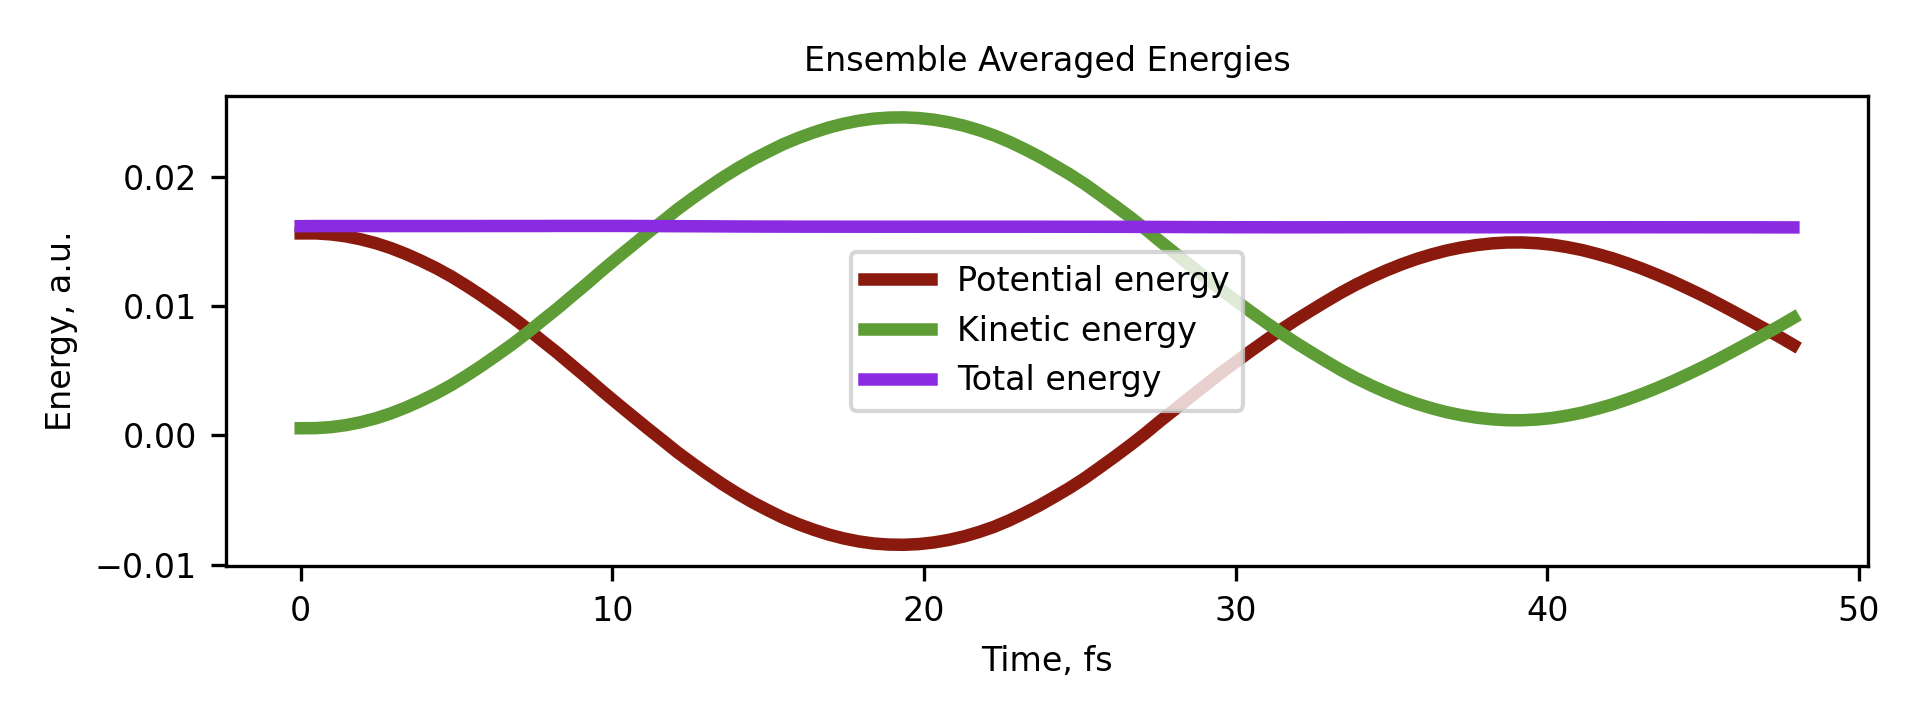 Ensemble Averaged Energies
Energy, a.u.
0.02
0.01
0.00
−0.01
Potential energy
Kinetic energy
Total energy
0 10 20 30 40 50
Time, fs